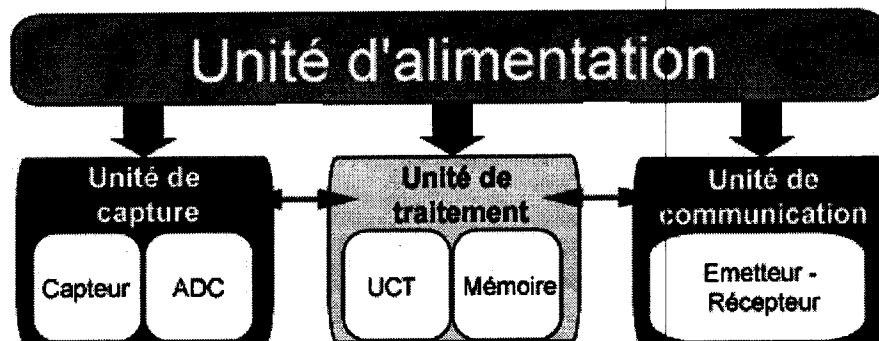 Unité d'alimentation
Unité de
capture
Unité de
traitement
Unité de
communication
Capteur
ADC
UCT
Mémoire
Emetteur -
Récepteur